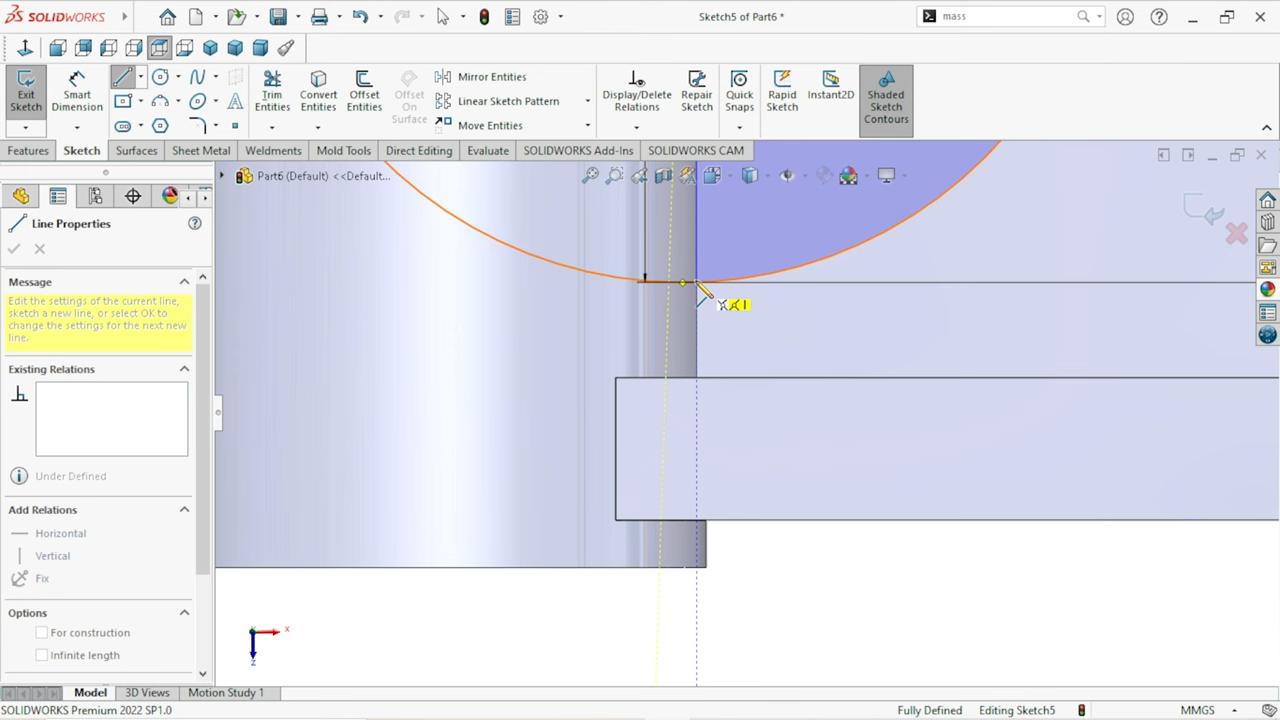 SOLIDWORKS
Sketch5 of Part6 *
mass
Exit Sketch
Smart Dimension
Trim Entities
Convert Entities
Offset Entities
Offset On Surface
Mirror Entities
Linear Sketch Pattern
Move Entities
Display/Delete Relations
Repair Sketch
Quick Snaps
Rapid Sketch
Instant2D
Shaded Sketch Contours
Features
Sketch
Surfaces
Sheet Metal
Weldments
Mold Tools
Direct Editing
Evaluate
SOLIDWORKS Add-Ins
SOLIDWORKS CAM
Part6 (Default) <<Default...
Line Properties
Message
Edit the settings of the current line,
sketch a new line, or select OK to
change the settings for the next new
line.
Existing Relations
Under Defined
Add Relations
Horizontal
Vertical
Fix
Options
For construction
Infinite length
x
z
Model
3D Views
Motion Study 1
SOLIDWORKS Premium 2022 SP1.0
Fully Defined
Editing Sketch5
MMGS